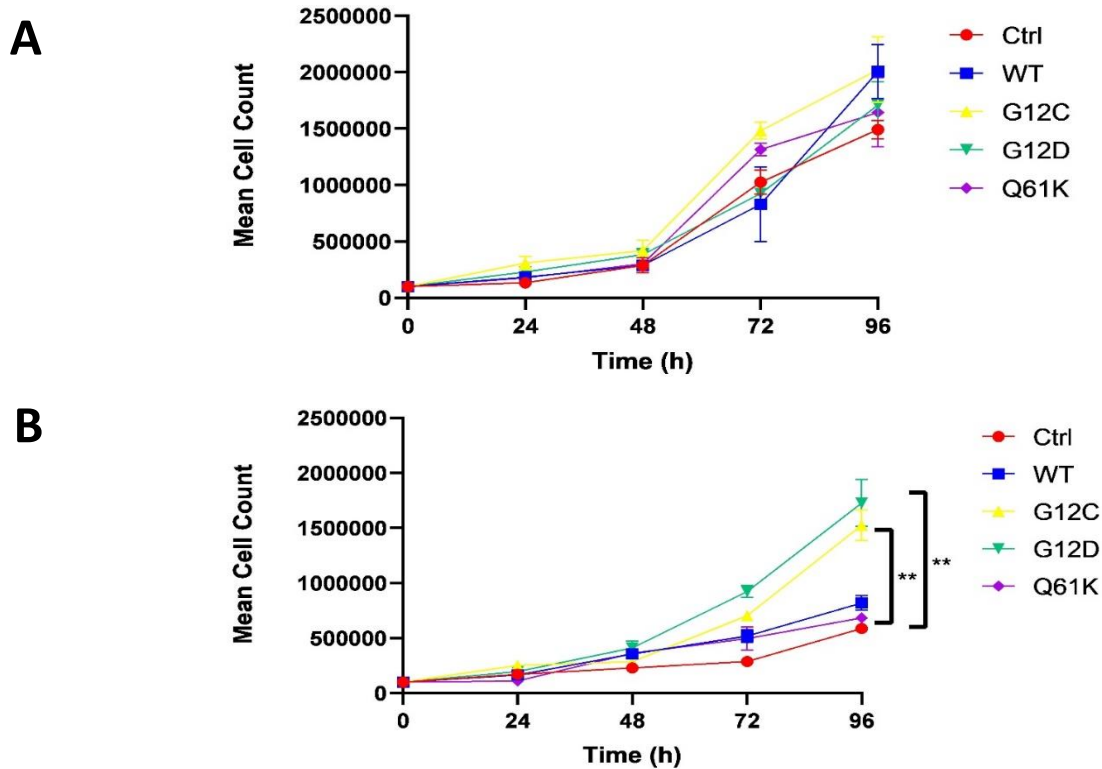 A
2500000
2000000
1500000
1000000
500000
0
Mean Cell Count
0 24 48 72 96
Time (h)
Ctrl
WT
G12C
G12D
Q61K
B
2500000
2000000
1500000
1000000
500000
0
Mean Cell Count
0 24 48 72 96
Time (h)
** **
Ctrl
WT
G12C
G12D
Q61K